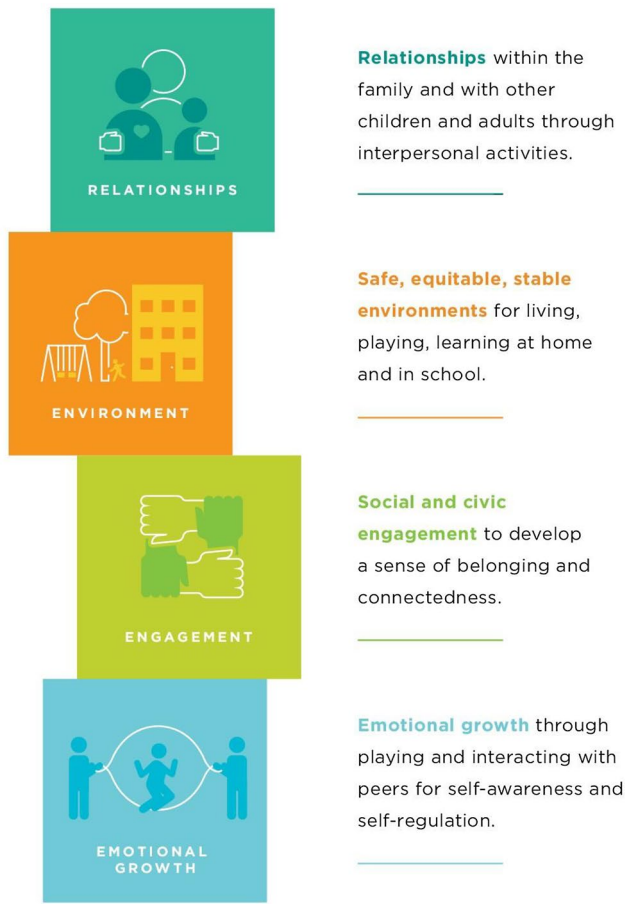 RELATIONSHIPS
Relationships within the
family and with other
children and adults through
interpersonal activities.
ENVIRONMENT
Safe, equitable, stable
environments for living,
playing, learning at home
and in school.
ENGAGEMENT
Social and civic
engagement to develop
a sense of belonging and
connectedness.
EMOTIONAL
GROWTH
Emotional growth through
playing and interacting with
peers for self-awareness and
self-regulation.